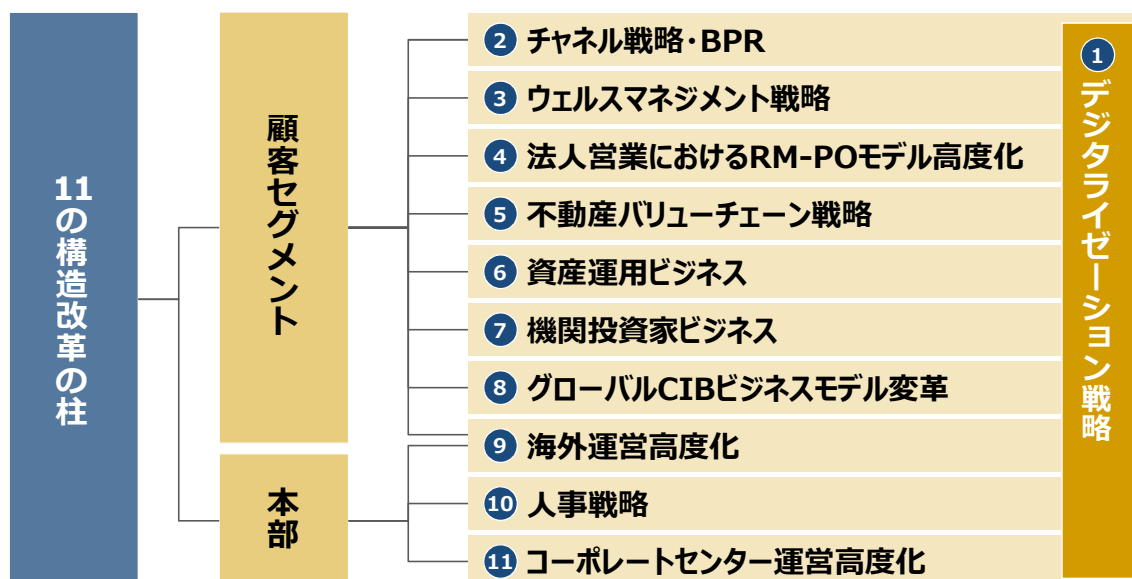 11の構造改革の柱
顧客セグメント
本部
2 チャネル戦略・BPR
3 ウェルスマネジメント戦略
4 法人営業におけるRM-POモデル高度化
5 不動産バリューチェーン戦略
6 資産運用ビジネス
7 機関投資家ビジネス
8 グローバルCIBビジネスモデル変革
9 海外運営高度化
10 人事戦略
11 コーポレートセンター運営高度化
1 デジタライゼーション戦略